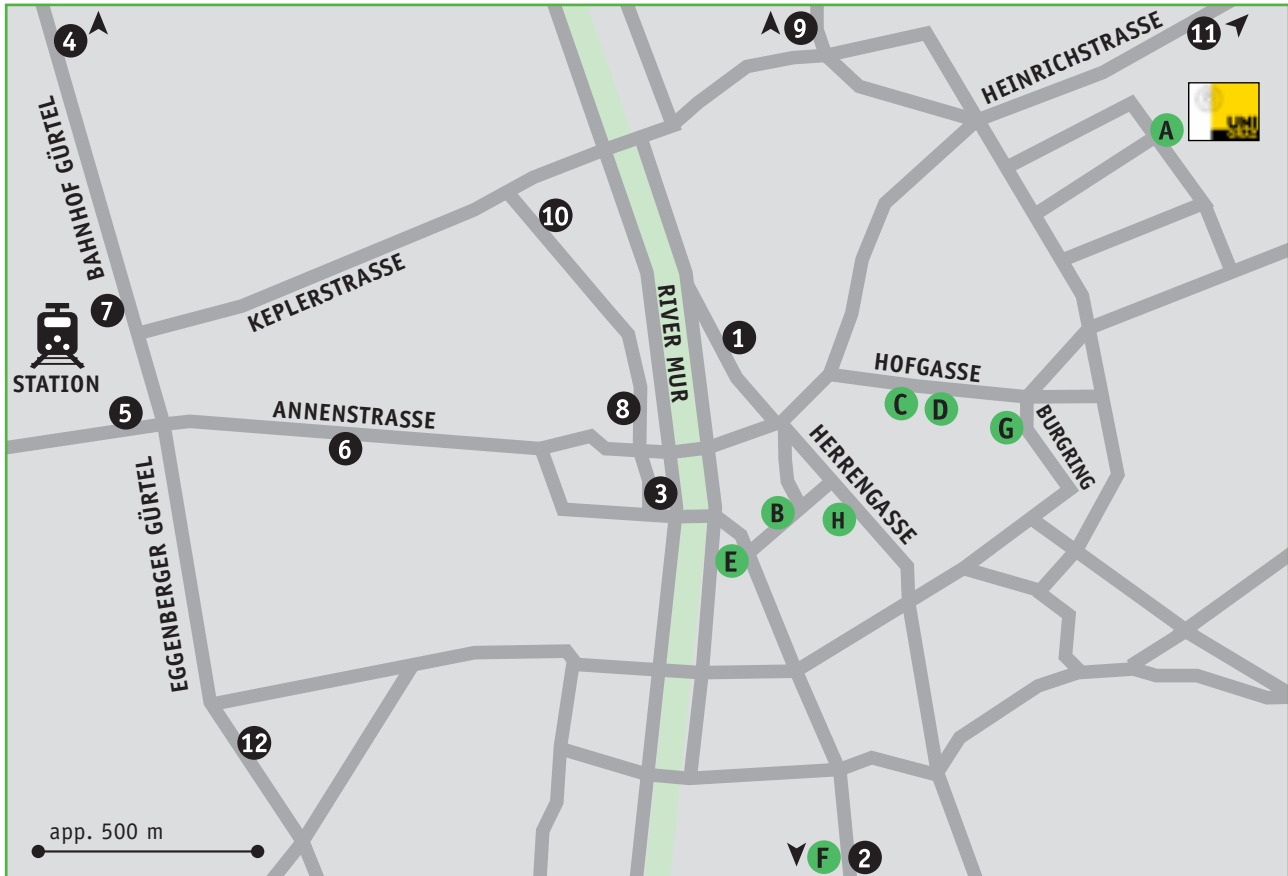 4
9
HEINRICHSTRASSE
11
A
UNI
BAHNHOF GÜRTEL
10
KEPLERSTRASSE
7
RIVER MUR
1
STATION
HOFGASSE
5
ANNENSTRASSE
8
C
D
G
BURGRING
6
HERRENGASSE
3
B
H
E
EGGENBERGER GÜRTEL
12
app. 500 m
F
2